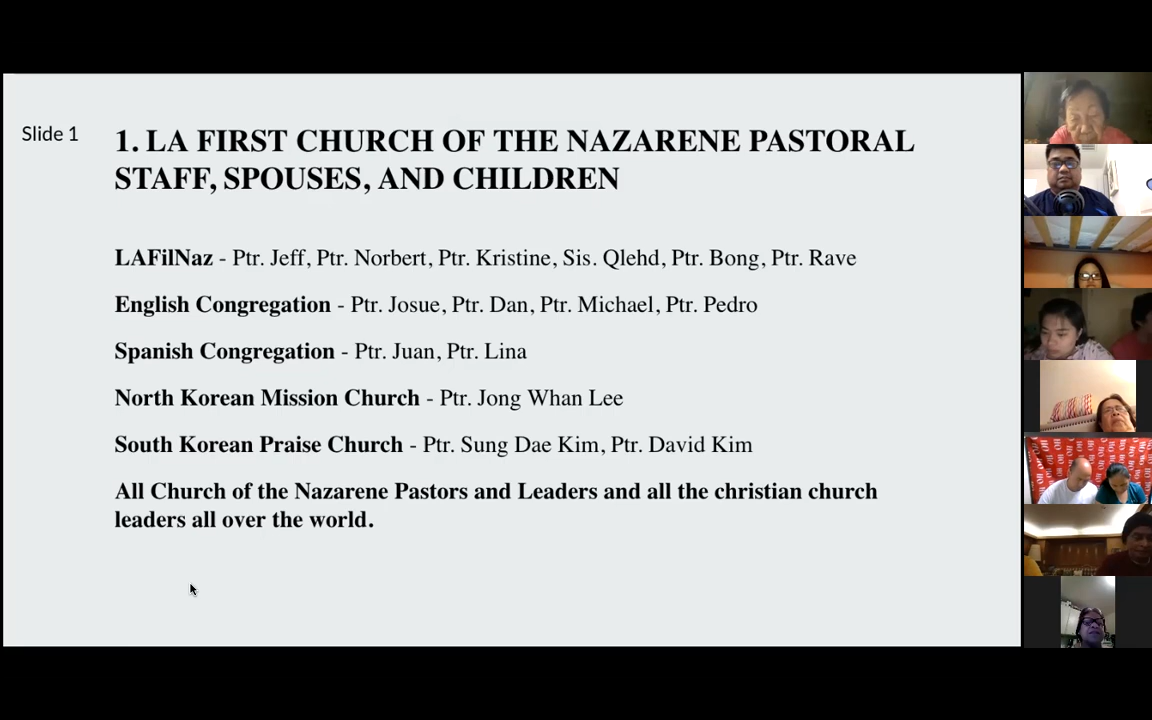 Slide 1
1. LA FIRST CHURCH OF THE NAZARENE PASTORAL
STAFF, SPOUSES, AND CHILDREN
LAFilNaz - Ptr. Jeff, Ptr. Norbert, Ptr. Kristine, Sis. Qlehd, Ptr. Bong, Ptr. Rave
English Congregation - Ptr. Josue, Ptr. Dan, Ptr. Michael, Ptr. Pedro
Spanish Congregation - Ptr. Juan, Ptr. Lina
North Korean Mission Church - Ptr. Jong Whan Lee
South Korean Praise Church - Ptr. Sung Dae Kim, Ptr. David Kim
All Church of the Nazarene Pastors and Leaders and all the christian church
leaders all over the world.